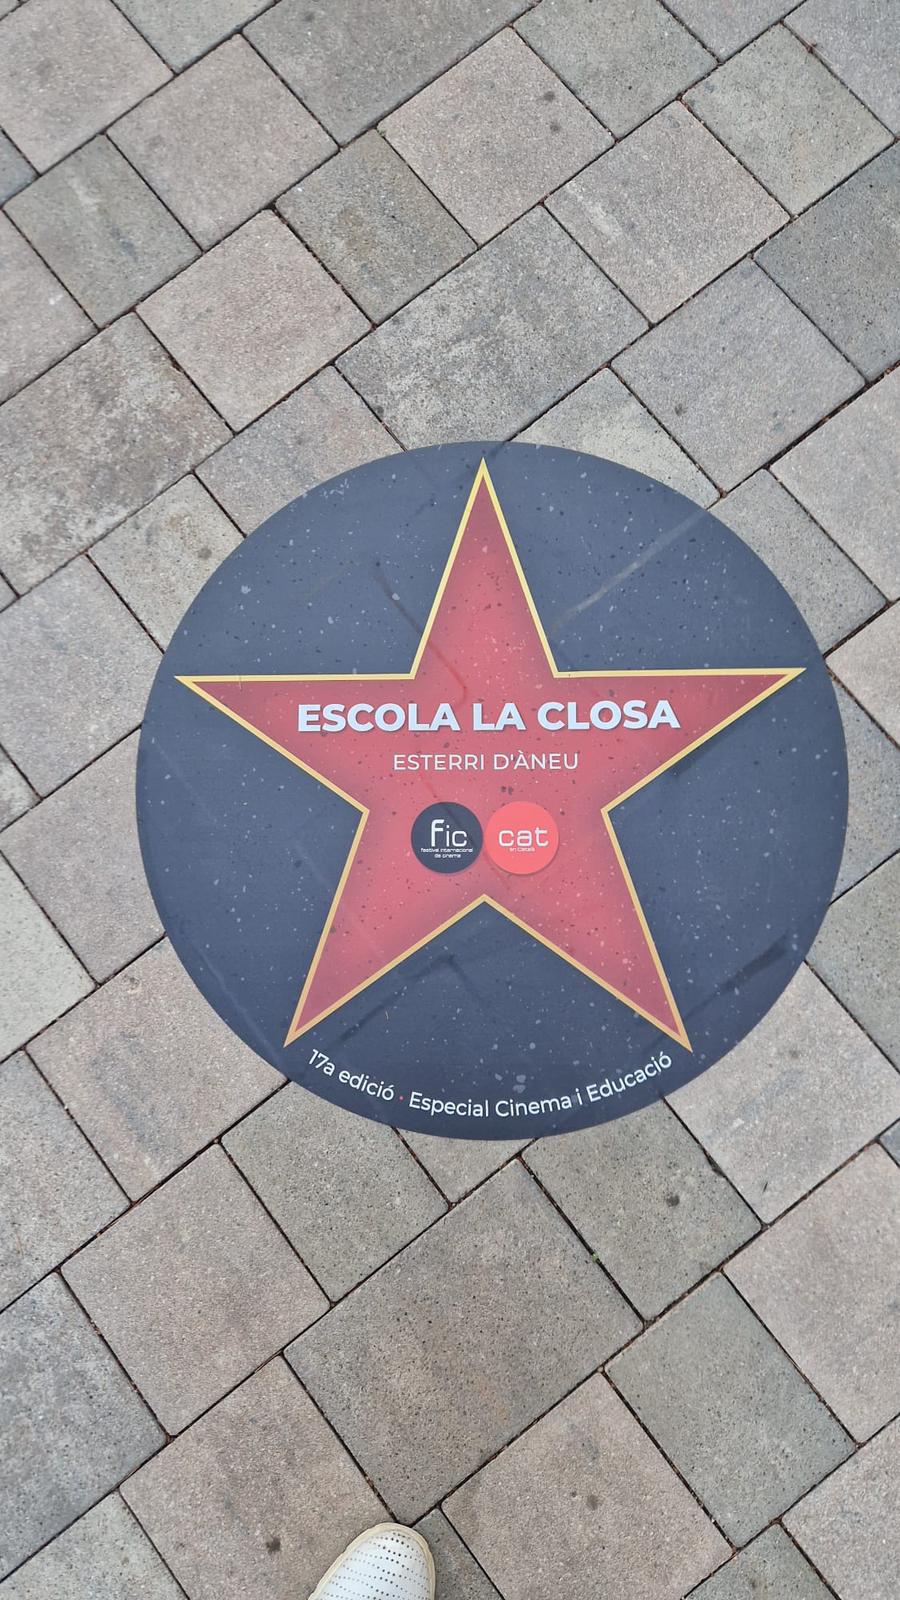 ESCOLA LA CLOSA
ESTERRI D'ÀNEU
fic
festival internacional
de cinema
cat
en Català
17a edició · Especial Cinema i Educació